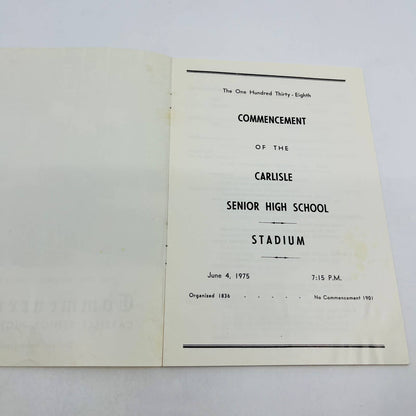 The One Hundred Thirty-Eighth
COMMENCEMENT
OF THE
CARLISLE
SENIOR HIGH SCHOOL
STADIUM
June 4, 1975 7:15 P.M.
Organized 1836 . . . . . No Commencement 1901